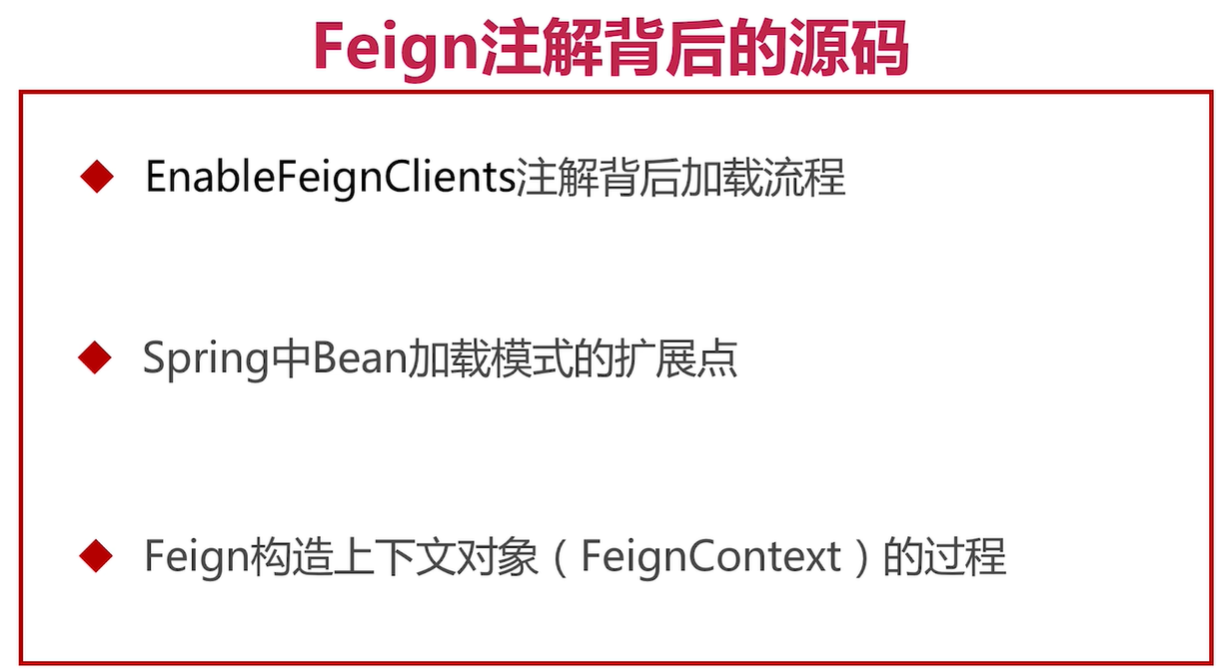 Feign注解背后的源码
EnableFeignClients注解背后加载流程
Spring中Bean加载模式的扩展点
Feign构造上下文对象（FeignContext）的过程